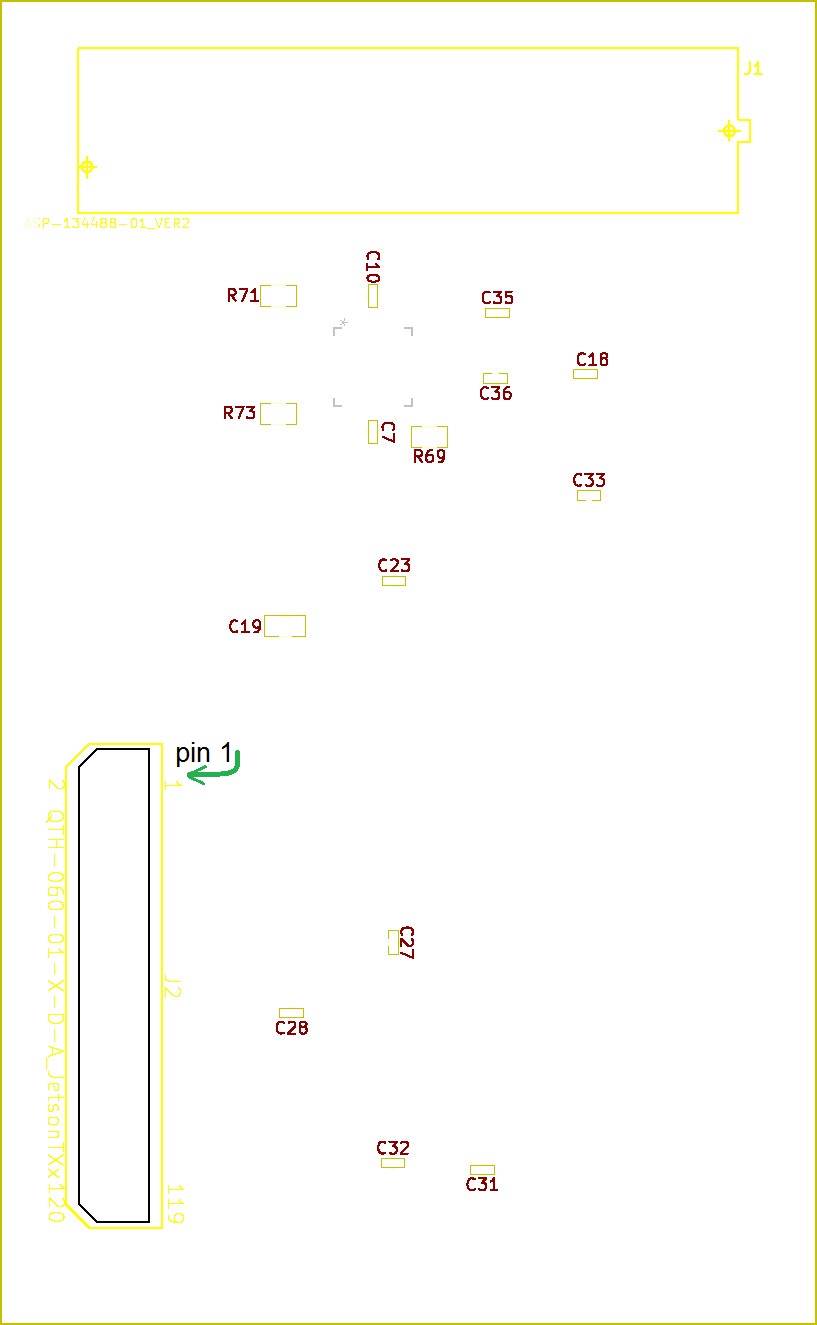 J1
ASP-134488-01_VER2
C10
R71
C35
*
C18
C36
R73
C7
R69
C33
C23
C19
pin 1
2
1
QTH-060-01-X-D-A_JetsonTXx120
C27
J2
C28
C32
C31
119